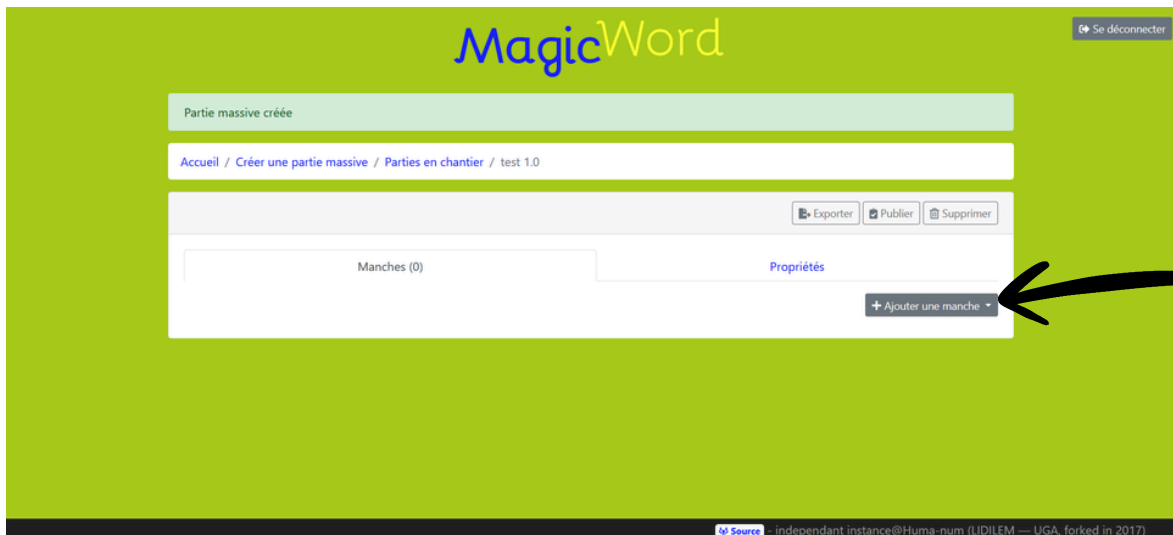 MagicWord
Se déconnecter
Partie massive créée
Accueil / Créer une partie massive / Parties en chantier / test 1.0
Exporter Publier Supprimer
Manches (0) Propriétés
+ Ajouter une manche
Source - independant instance@Huma-num (LIDILEM — UGA, forked in 2017)